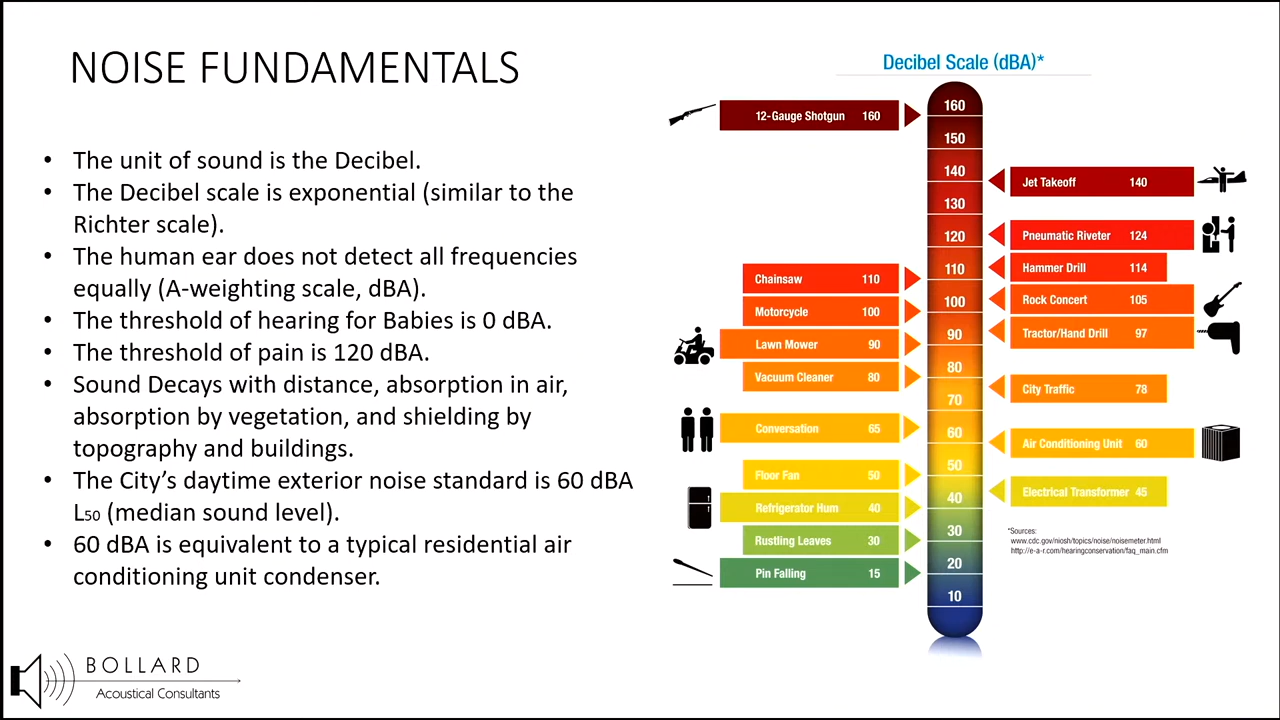 NOISE FUNDAMENTALS
• The unit of sound is the Decibel.
• The Decibel scale is exponential (similar to the
Richter scale).
• The human ear does not detect all frequencies
equally (A-weighting scale, dBA).
• The threshold of hearing for Babies is 0 dBA.
• The threshold of pain is 120 dBA.
• Sound Decays with distance, absorption in air,
absorption by vegetation, and shielding by
topography and buildings.
• The City’s daytime exterior noise standard is 60 dBA
L50 (median sound level).
• 60 dBA is equivalent to a typical residential air
conditioning unit condenser.
BOLLARD
Acoustical Consultants
Decibel Scale (dBA)*
12-Gauge Shotgun 160
Chainsaw 110
Motorcycle 100
Lawn Mower 90
Vacuum Cleaner 80
Conversation 65
Floor Fan 50
Refrigerator Hum 40
Rustling Leaves 30
Pin Falling 15
160
150
140
130
120
110
100
90
80
70
60
50
40
30
20
10
Jet Takeoff 140
Pneumatic Riveter 124
Hammer Drill 114
Rock Concert 105
Tractor/Hand Drill 97
City Traffic 78
Air Conditioning Unit 60
Electrical Transformer 45
*Sources:
www.cdc.gov/niosh/topics/noise/noisemeter.html
http://e-a-r.com/hearingconservation/faq_main.cfm